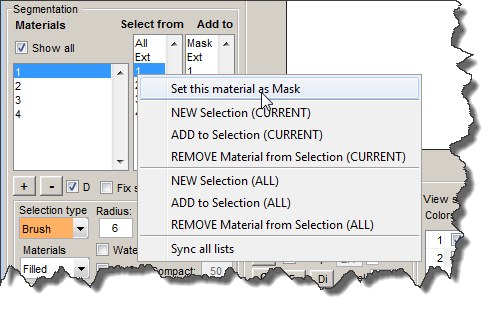 Segmentation
Materials Select from Add to
Show all
All Mask
Ext Ext
1 1
2
3
4
Set this material as Mask
NEW Selection (CURRENT)
ADD to Selection (CURRENT)
REMOVE Material from Selection (CURRENT)
NEW Selection (ALL)
ADD to Selection (ALL)
REMOVE Material from Selection (ALL)
Sync all lists
+ - D Fix s
Selection type Radius:
Brush 6
Materials Wate
Filled
50
View s
Colors
1
2